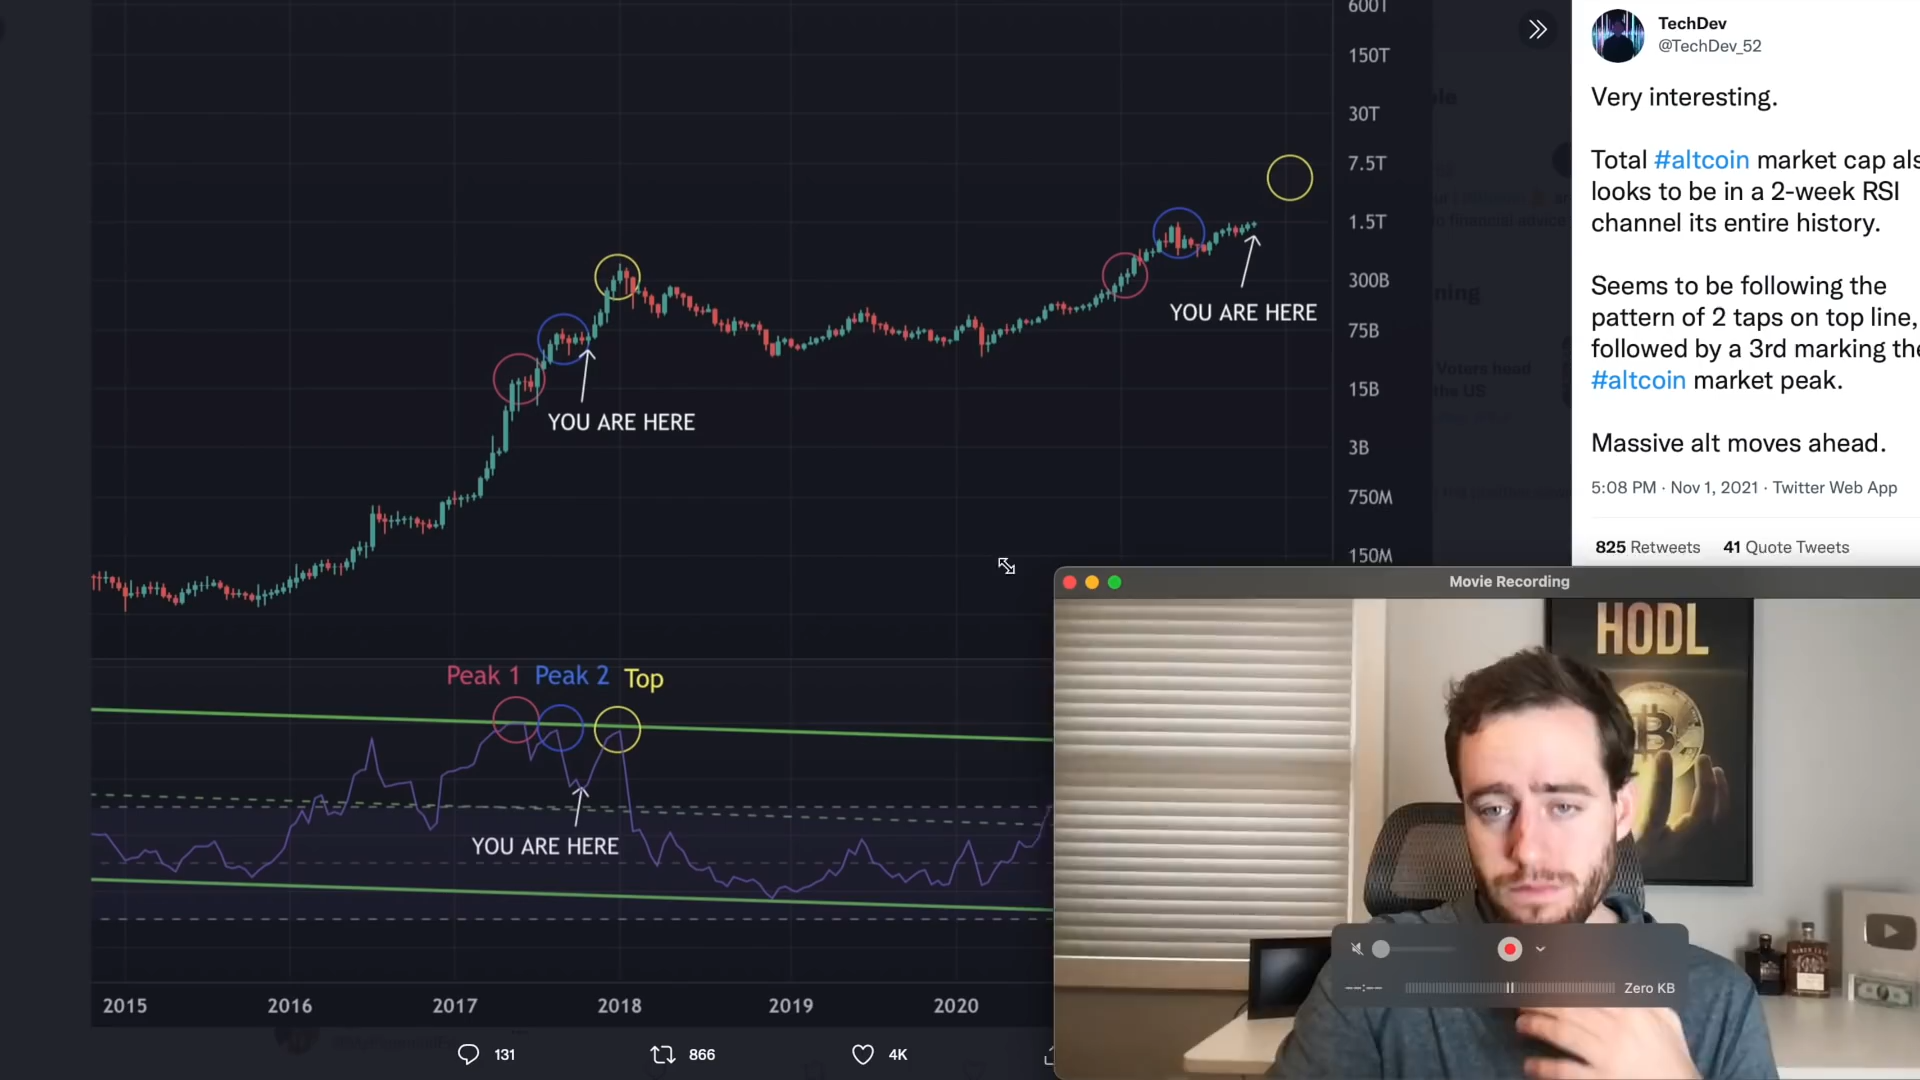 600T
150T
30T
7.5T
1.5T
300B
75B
15B
3B
750M
150M
YOU ARE HERE
YOU ARE HERE
Peak 1 Peak 2 Top
YOU ARE HERE
2015 2016 2017 2018 2019 2020
131 866 4K
TechDev
@TechDev_52
Very interesting.
Total #altcoin market cap als
looks to be in a 2-week RSI
channel its entire history.
Seems to be following the
pattern of 2 taps on top line,
followed by a 3rd marking the
#altcoin market peak.
Massive alt moves ahead.
5:08 PM · Nov 1, 2021 · Twitter Web App
825 Retweets 41 Quote Tweets
Voters head
the US
Movie Recording
HODL
--:-- Zero KB